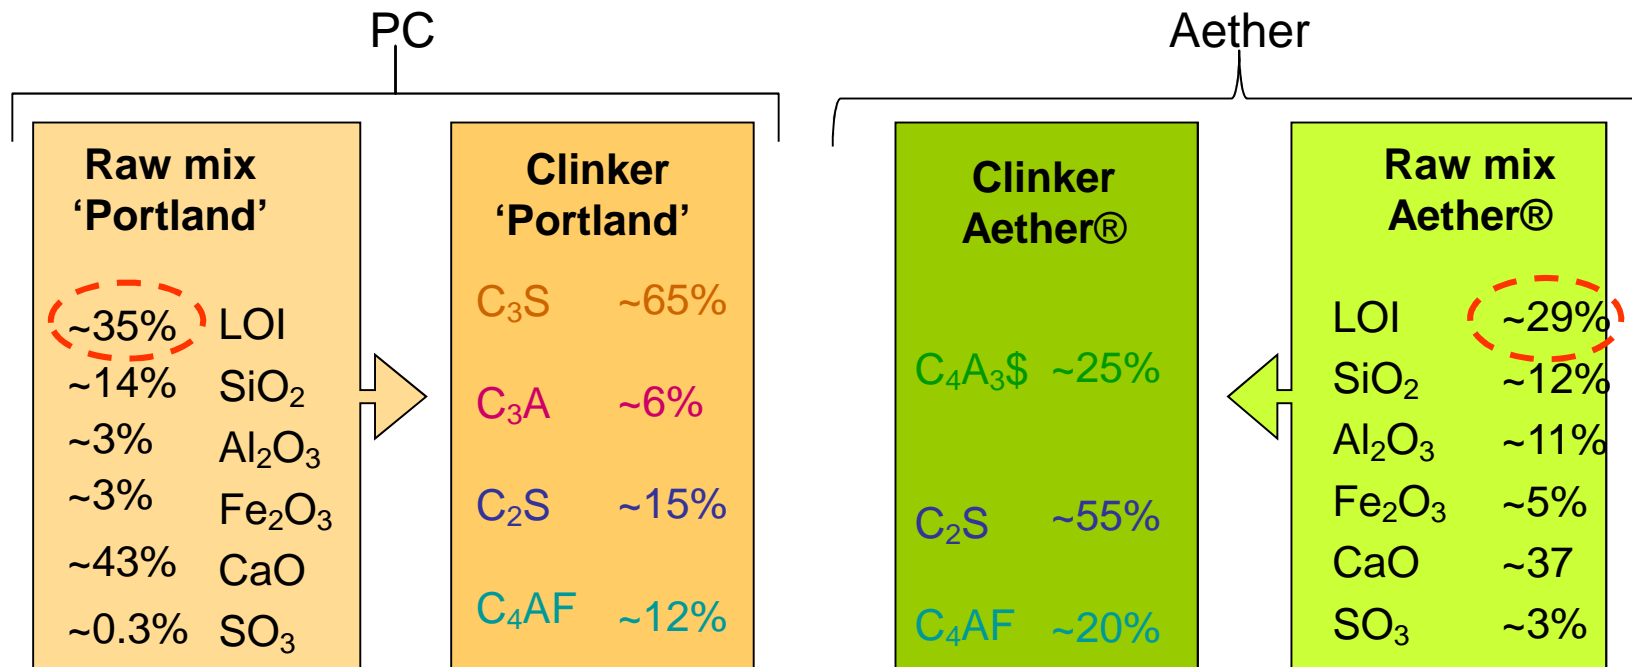 PC
Raw mix
‘Portland’
~35% LOI
~14% SiO₂
~3% Al₂O₃
~3% Fe₂O₃
~43% CaO
~0.3% SO₃
Clinker
‘Portland’
C₃S ~65%
C₃A ~6%
C₂S ~15%
C₄AF ~12%
Aether
Clinker
Aether®
C₄A₃$ ~25%
C₂S ~55%
C₄AF ~20%
Raw mix
Aether®
LOI ~29%
SiO₂ ~12%
Al₂O₃ ~11%
Fe₂O₃ ~5%
CaO ~37
SO₃ ~3%